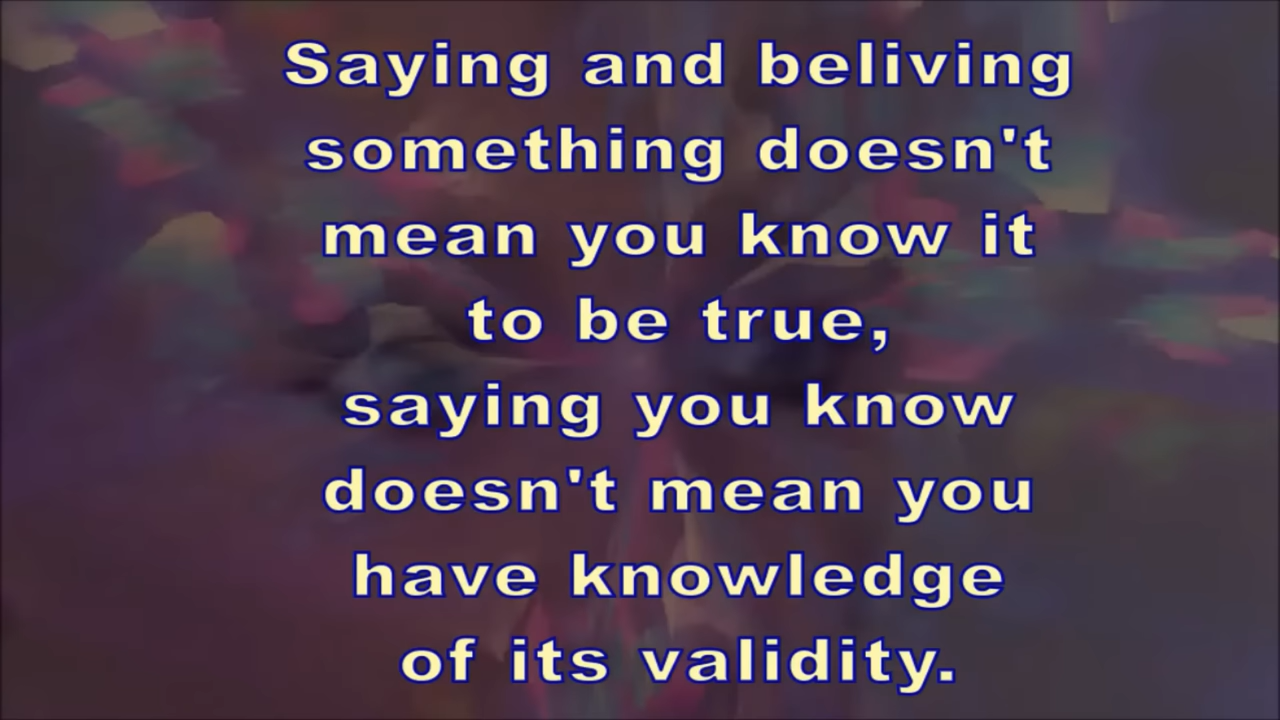 Saying and beliving
something doesn't
mean you know it
to be true,
saying you know
doesn't mean you
have knowledge
of its validity.